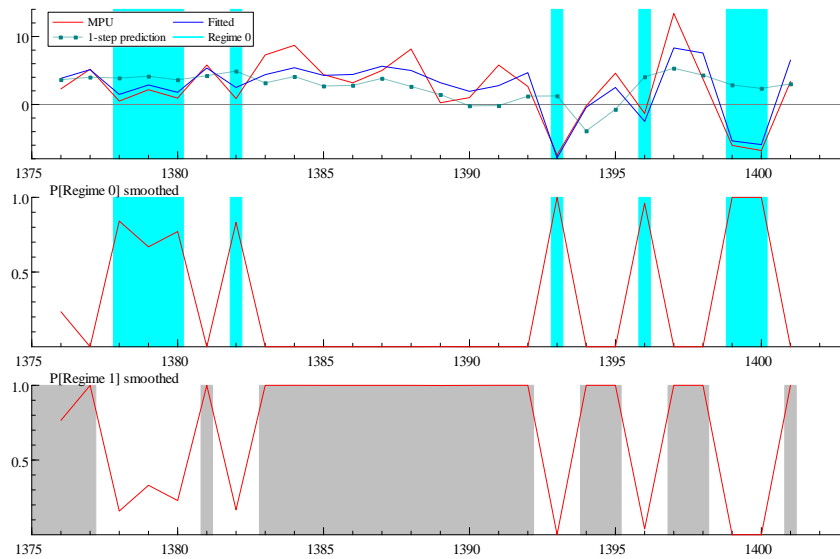 MPU Fitted
1-step prediction Regime 0
10
0
1375 1380 1385 1390 1395 1400
P[Regime 0] smoothed
1.0
0.5
1375 1380 1385 1390 1395 1400
P[Regime 1] smoothed
1.0
0.5
1375 1380 1385 1390 1395 1400